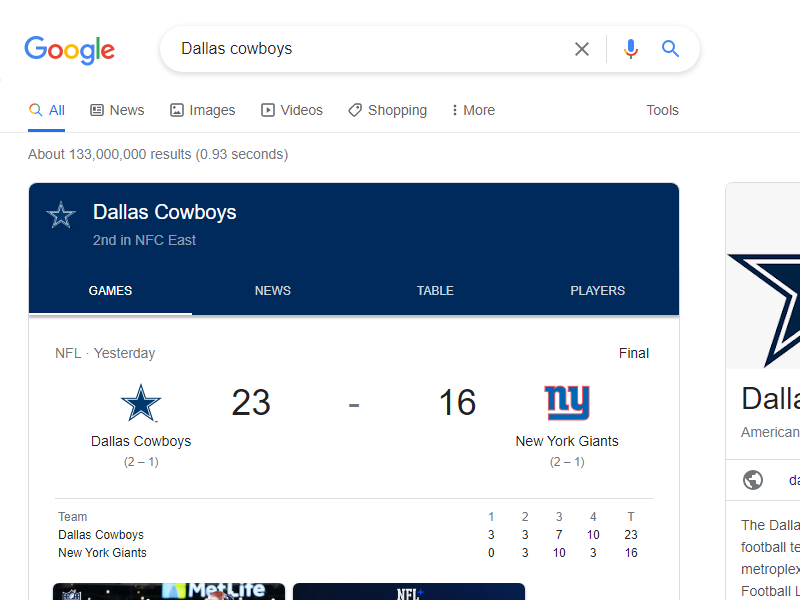 Google
Dallas cowboys
All News Images Videos Shopping More Tools
About 133,000,000 results (0.93 seconds)
Dallas Cowboys
2nd in NFC East
GAMES NEWS TABLE PLAYERS
NFL · Yesterday Final
23 - 16
ny
Dallas Cowboys New York Giants
(2 – 1) (2 – 1)
Team 1 2 3 4 T
Dallas Cowboys 3 3 7 10 23
New York Giants 0 3 10 3 16
NFL MetLife NFL+
Dalla
American
da
The Dalla
football te
metroplex
Football L